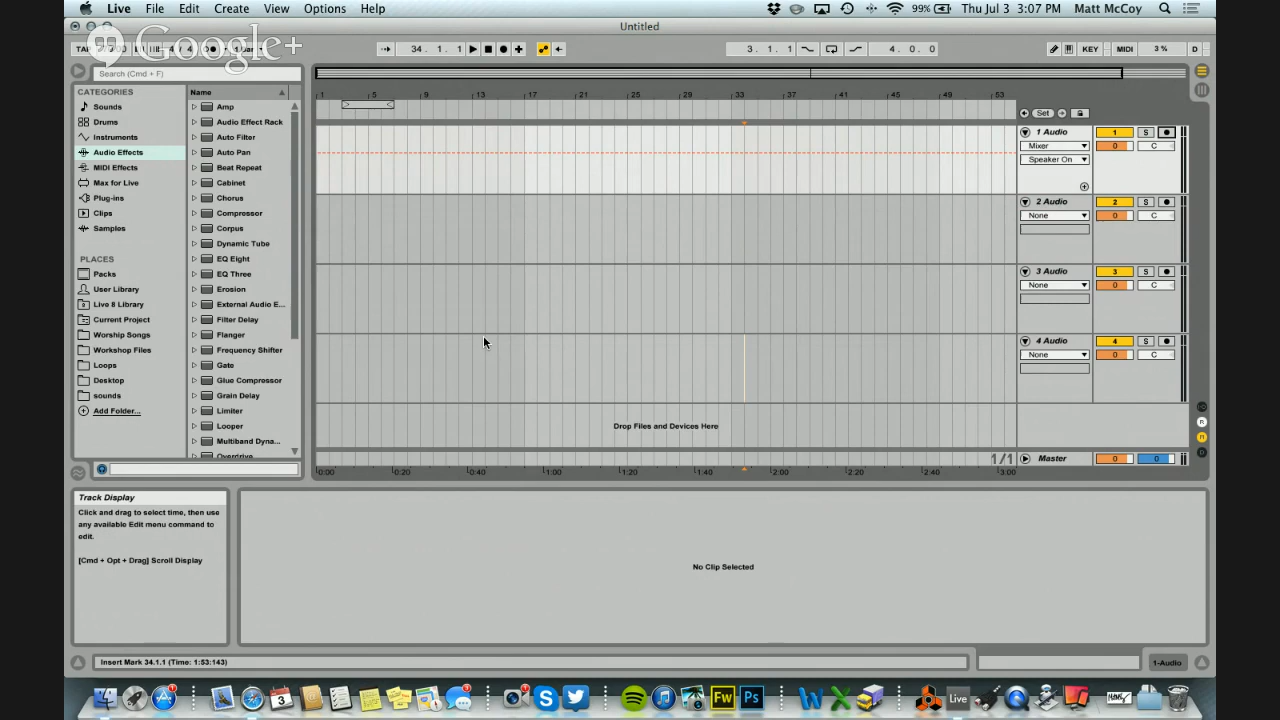 Live File Edit Create View Options Help 99% Thu Jul 3 3:07 PM Matt McCoy
Untitled
Google+
34. 1. 1 3. 1. 1 4. 0. 0 KEY MIDI 3 % D
Search (Cmd + F)
CATEGORIES
Sounds
Drums
Instruments
Audio Effects
MIDI Effects
Max for Live
Plug-ins
Clips
Samples
PLACES
Packs
User Library
Live 8 Library
Current Project
Worship Songs
Workshop Files
Loops
Desktop
sounds
Add Folder...
Name
Amp
Audio Effect Rack
Auto Filter
Auto Pan
Beat Repeat
Cabinet
Chorus
Compressor
Corpus
Dynamic Tube
EQ Eight
EQ Three
Erosion
External Audio E...
Filter Delay
Flanger
Frequency Shifter
Gate
Glue Compressor
Grain Delay
Limiter
Looper
Multiband Dyna...
Overdrive
1 5 9 13 17 21 25 29 33 37 41 45 49 53
Set
1 Audio 1 S
Mixer 0 C
Speaker On
2 Audio 2 S
None 0 C
3 Audio 3 S
None 0 C
4 Audio 4 S
None 0 C
Drop Files and Devices Here
1/1 Master 0 0
0:00 0:20 0:40 1:00 1:20 1:40 2:00 2:20 2:40 3:00
Track Display
Click and drag to select time, then use
any available Edit menu command to
edit.
[Cmd + Opt + Drag] Scroll Display
No Clip Selected
Insert Mark 34.1.1 (Time: 1:53:143)
1-Audio
3 Fw Ps Live